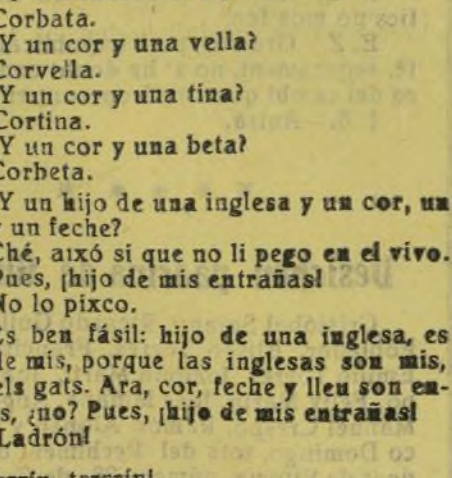 Corbata.
Y un cor y una vella?
Corvella.
Y un cor y una tina?
Cortina.
Y un cor y una beta?
Corbeta.
Y un hijo de una inglesa y un cor, un
y un feche?
Ché, aixó si que no li pego en el vivo.
Pues, ¡hijo de mis entrañas!
No lo pixco.
Es ben fásil: hijo de una inglesa, es
de mis, porque las inglesas son mis,
els gats. Ara, cor, feche y lleu son en-
s, ¿no? Pues, ¡hijo de mis entrañas!
Ladrón!